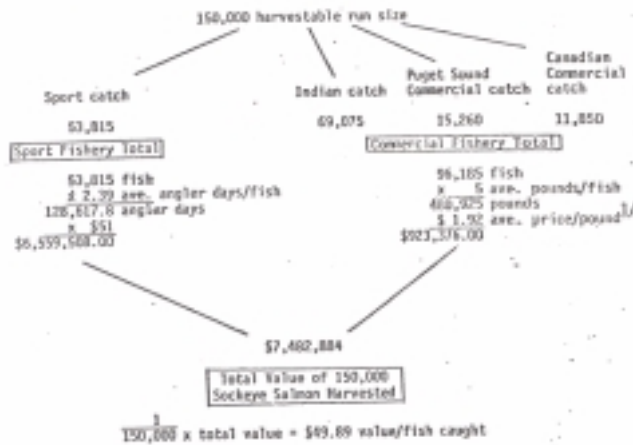 150,000 harvestable run size
Sport catch
Indian catch
Puget Sound
Commercial catch
Canadian
Commercial
catch
53,815
69,075
15,260
11,850
Sport Fishery Total
Commercial Fishery Total
53,815 fish
x 2.39 ave. angler days/fish
128,617.8 angler days
x $51
$6,559,508.00
96,185 fish
x 5 ave. pounds/fish
480,925 pounds
$ 1.92 ave. price/pound 1/
$923,376.00
$7,482,884
Total Value of 150,000
Sockeye Salmon Harvested
1
150,000 x total value = $49.89 value/fish caught